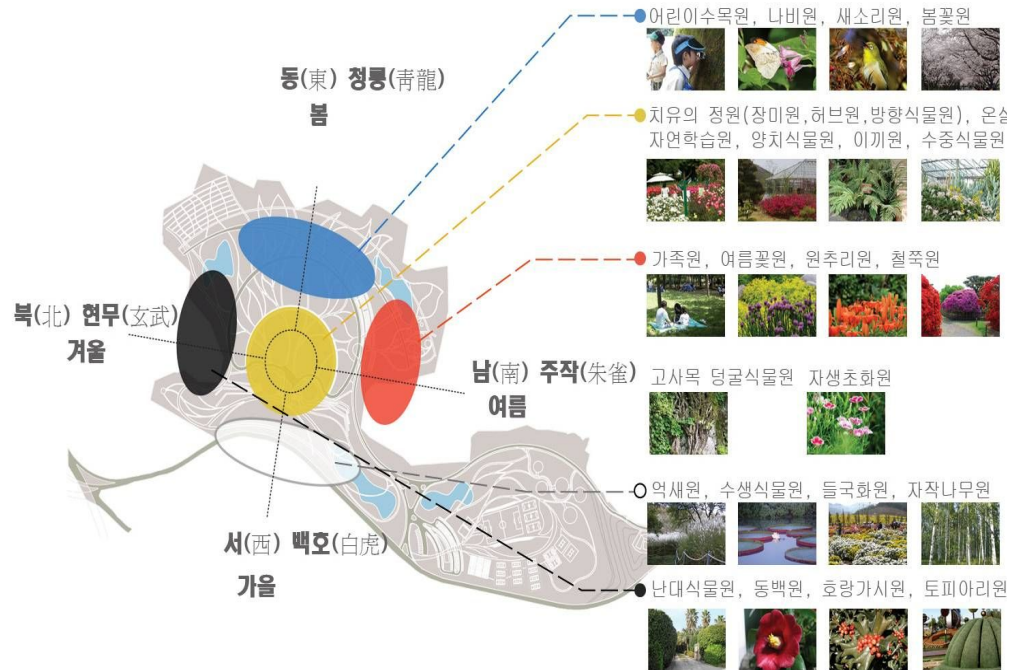 어린이수목원, 나비원, 새소리원, 봄꽃원
동(東) 청룡(靑龍)
봄
치유의 정원(장미원,허브원,방향식물원), 온실
자연학습원, 양치식물원, 이끼원, 수중식물원
가족원, 여름꽃원, 원추리원, 철쭉원
북(北) 현무(玄武)
겨울
남(南) 주작(朱雀)
여름
고사목 덩굴식물원 자생초화원
억새원, 수생식물원, 들국화원, 자작나무원
서(西) 백호(白虎)
가을
난대식물원, 동백원, 호랑가시원, 토피아리원